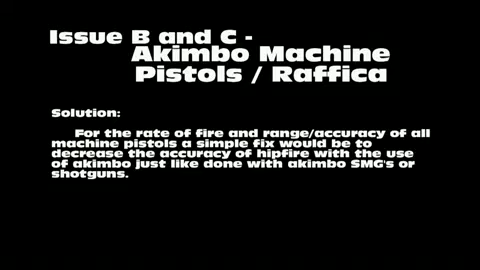 Issue B and C -
Akimbo Machine
Pistols / Raffica
Solution:
For the rate of fire and range/accuracy of all
machine pistols a simple fix would be to
decrease the accuracy of hipfire with the use
of akimbo just like done with akimbo SMG's or
shotguns.